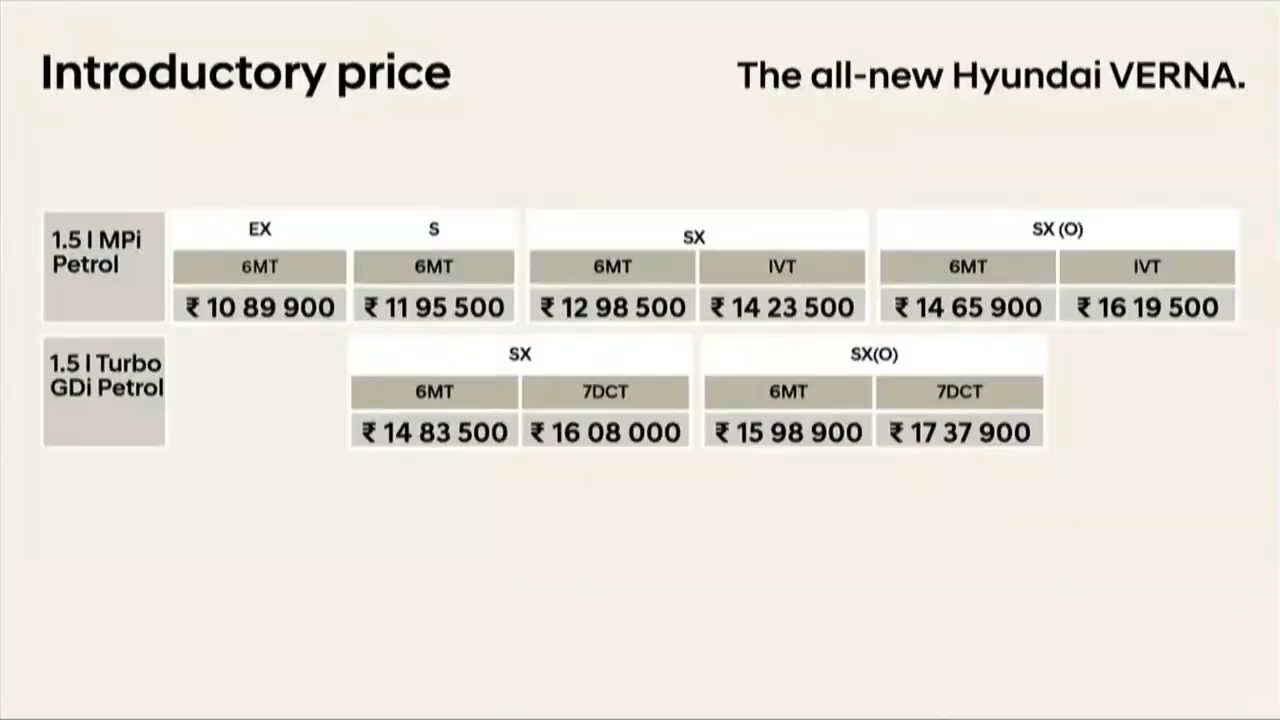 Introductory price
The all-new Hyundai VERNA.
1.5 l MPi
Petrol
EX S SX SX (O)
6MT 6MT 6MT IVT 6MT IVT
₹ 10 89 900 ₹ 11 95 500 ₹ 12 98 500 ₹ 14 23 500 ₹ 14 65 900 ₹ 16 19 500
1.5 l Turbo
GDi Petrol
SX SX(O)
6MT 7DCT 6MT 7DCT
₹ 14 83 500 ₹ 16 08 000 ₹ 15 98 900 ₹ 17 37 900